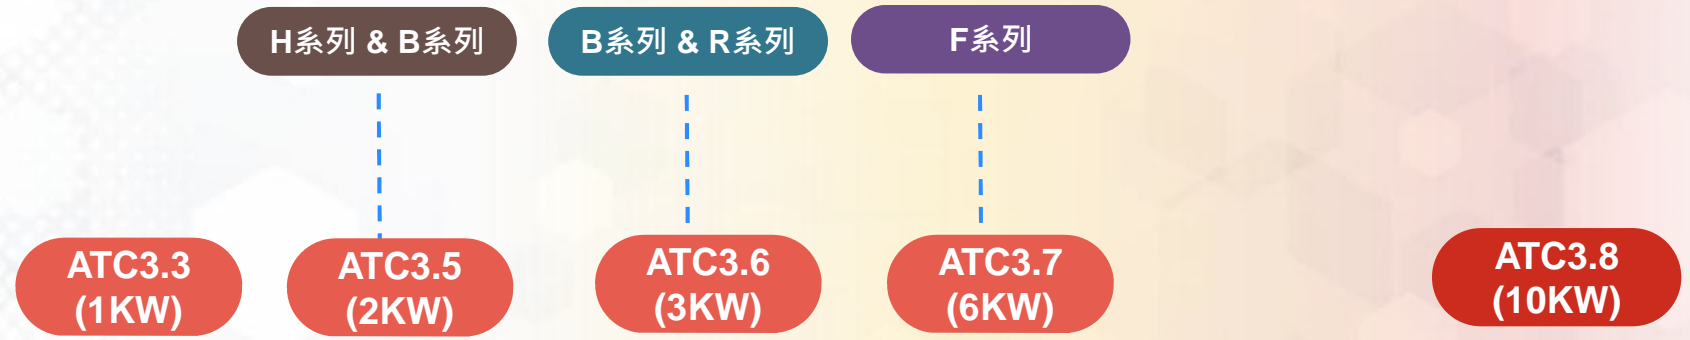 H系列 & B系列
B系列 & R系列
F系列
ATC3.3
(1KW)
ATC3.5
(2KW)
ATC3.6
(3KW)
ATC3.7
(6KW)
ATC3.8
(10KW)